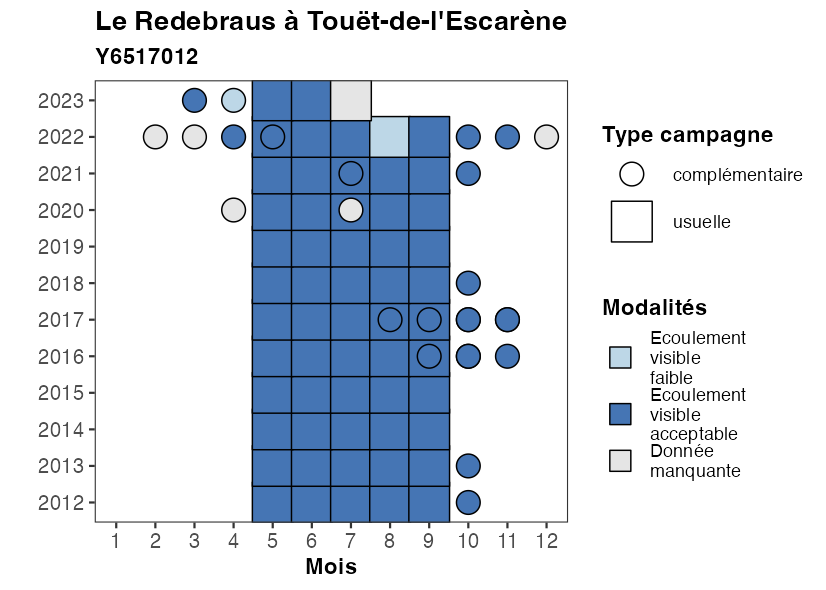 Le Redebraus à Touët-de-l'Escarène
Y6517012
2023
2022
2021
2020
2019
2018
2017
2016
2015
2014
2013
2012
1 2 3 4 5 6 7 8 9 10 11 12
Mois
Type campagne
complémentaire
usuelle
Modalités
Ecoulement
visible
faible
Ecoulement
visible
acceptable
Donnée
manquante